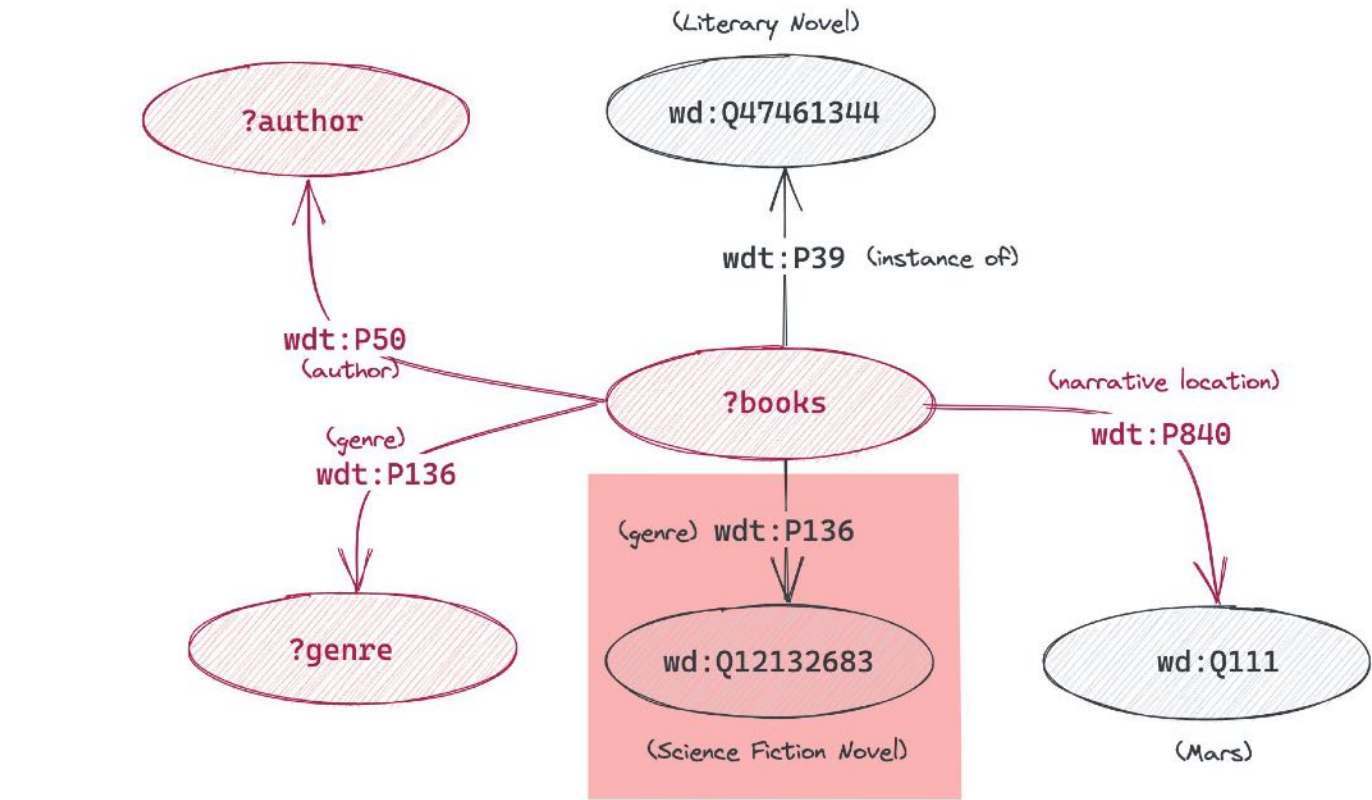 (Literary Novel)
?author
wd:Q47461344
wdt:P39 (instance of)
wdt:P50
(author)
?books
(narrative location)
wdt:P840
(genre)
wdt:P136
(genre) wdt:P136
?genre
wd:Q12132683
wd:Q111
(Science Fiction Novel)
(Mars)